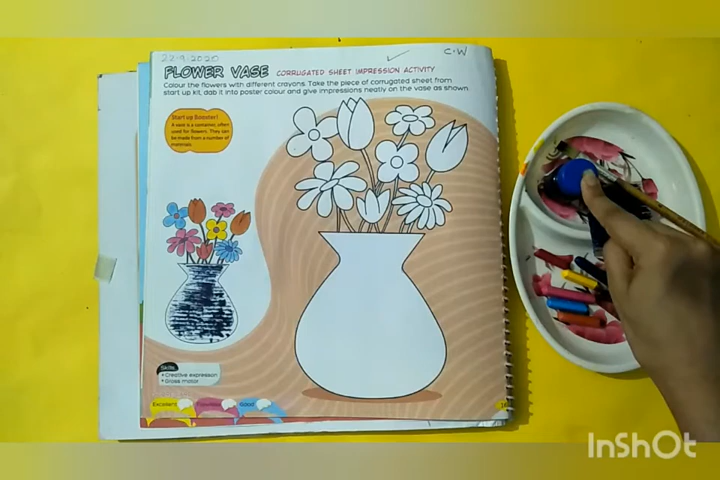 22-9-2020
C.W
FLOWER VASE CORRUGATED SHEET IMPRESSION ACTIVITY
Colour the flowers with different crayons. Take the piece of corrugated sheet from
start up kit, dab it into poster colour and give impressions neatly on the vase as shown.
Start up Booster!
A vase is a container, often
used for flowers. They can
be made from a number of
materials.
Skills
• Creative expression
• Gross motor
Excellent
Good
InShOt